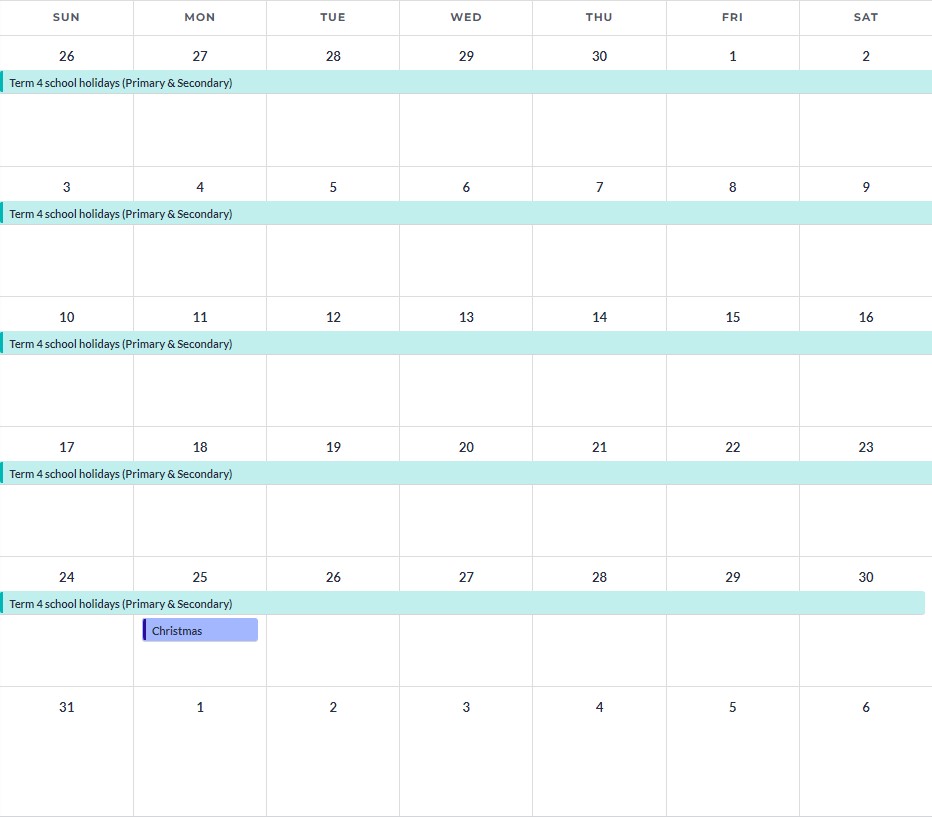 SUN MON TUE WED THU FRI SAT
26 27 28 29 30 1 2
Term 4 school holidays (Primary & Secondary)
3 4 5 6 7 8 9
Term 4 school holidays (Primary & Secondary)
10 11 12 13 14 15 16
Term 4 school holidays (Primary & Secondary)
17 18 19 20 21 22 23
Term 4 school holidays (Primary & Secondary)
24 25 26 27 28 29 30
Term 4 school holidays (Primary & Secondary)
Christmas
31 1 2 3 4 5 6